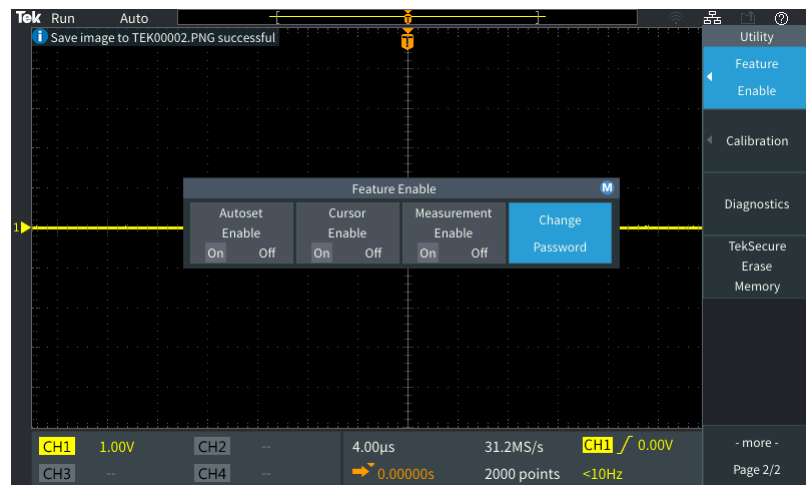 Tek Run Auto T
i Save image to TEK00002.PNG successful
T
Utility
Feature
Enable
Calibration
Diagnostics
TekSecure
Erase
Memory
- more -
Page 2/2
Feature Enable M
Autoset
Enable
On Off
Cursor
Enable
On Off
Measurement
Enable
On Off
Change
Password
1
CH1 1.00V CH2 -- 4.00µs 31.2MS/s CH1 0.00V
CH3 -- CH4 -- 0.00000s 2000 points <10Hz